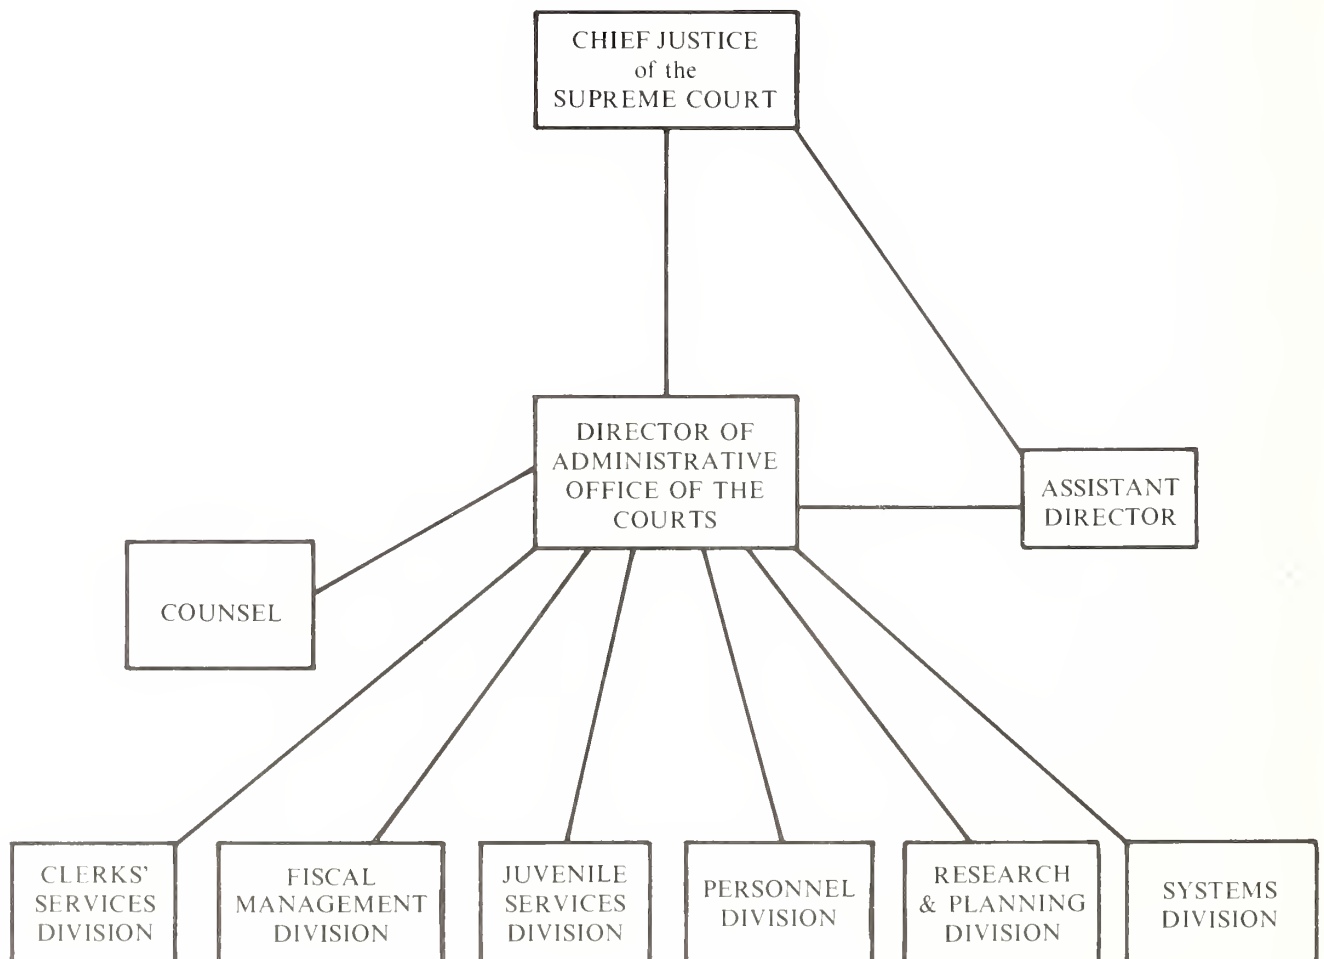 CHIEF JUSTICE
of the
SUPREME COURT
DIRECTOR OF
ADMINISTRATIVE
OFFICE OF THE
COURTS
ASSISTANT
DIRECTOR
COUNSEL
CLERKS'
SERVICES
DIVISION
FISCAL
MANAGEMENT
DIVISION
JUVENILE
SERVICES
DIVISION
PERSONNEL
DIVISION
RESEARCH
& PLANNING
DIVISION
SYSTEMS
DIVISION